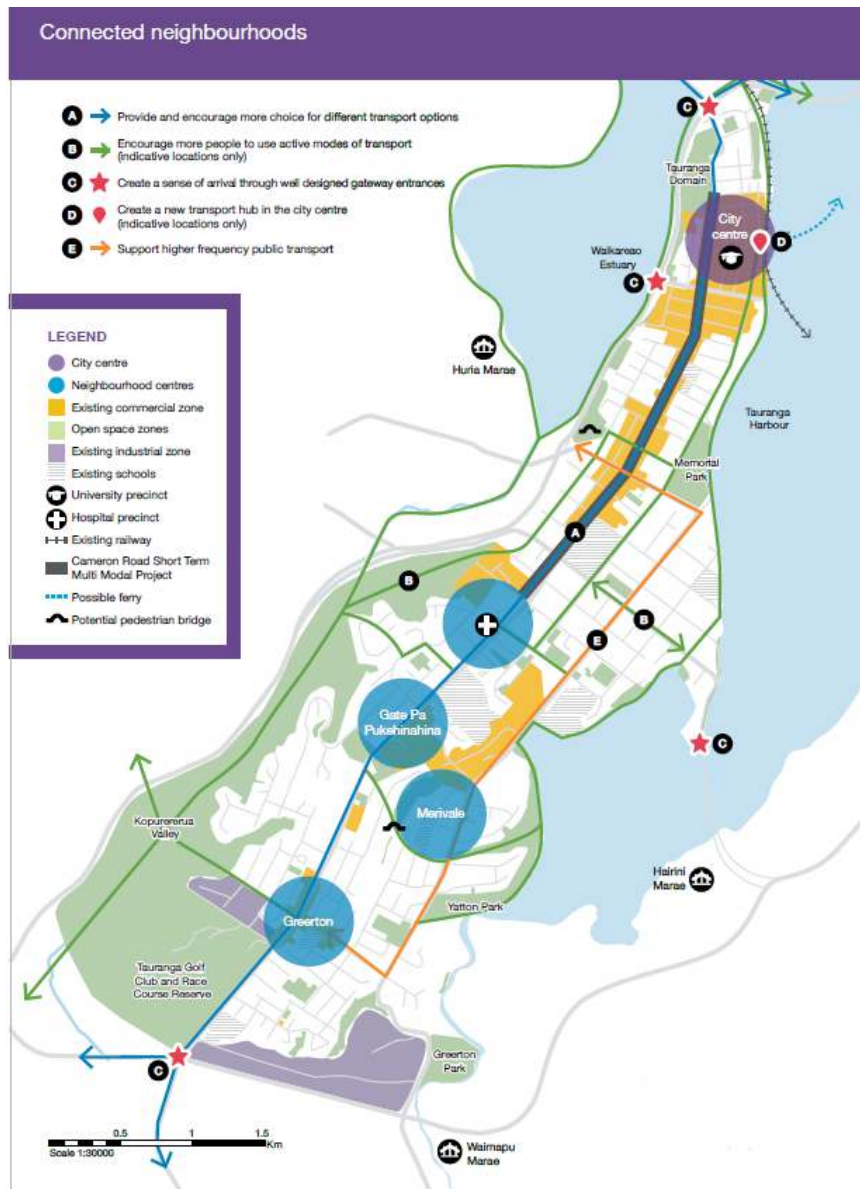 Connected neighbourhoods
A Provide and encourage more choice for different transport options
B Encourage more people to use active modes of transport
(indicative locations only)
C Create a sense of arrival through well designed gateway entrances
D Create a new transport hub in the city centre
(indicative locations only)
E Support higher frequency public transport
LEGEND
City centre
Neighbourhood centres
Existing commercial zone
Open space zones
Existing industrial zone
Existing schools
University precinct
Hospital precinct
Existing railway
Cameron Road Short Term
Multi Modal Project
Possible ferry
Potential pedestrian bridge
C
Tauranga
Domain
City
centre
D
Waikareao
Estuary
C
Huria Marae
Tauranga
Harbour
Memorial
Park
A
B
B
E
Gate Pa
Pukehinahina
C
Merivale
Kopurererua
Valley
Hairini
Marae
Yatton Park
Greerton
Tauranga Golf
Club and Race
Course Reserve
Greerton
Park
C
0.5 1 1.5
Km
Scale 1:30000
Waimapu
Marae